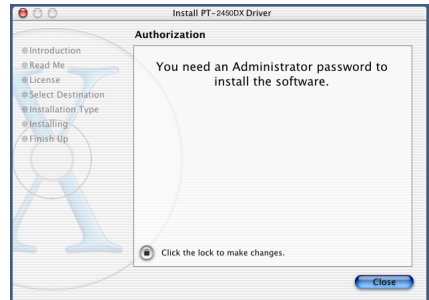 Install PT-2450DX Driver
Authorization
Introduction
Read Me
License
Select Destination
Installation Type
Installing
Finish Up
You need an Administrator password to
install the software.
Click the lock to make changes.
Close